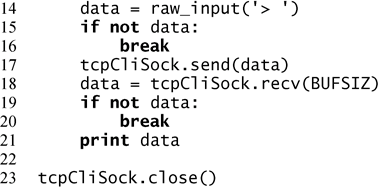 14 data = raw_input('> ')
15 if not data:
16 break
17 tcpCliSock.send(data)
18 data = tcpCliSock.recv(BUFSIZ)
19 if not data:
20 break
21 print data
22
23 tcpCliSock.close()